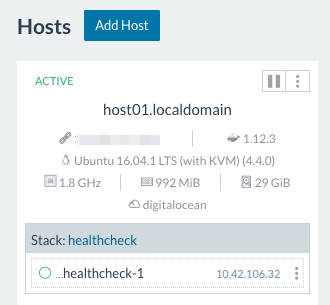 Hosts Add Host
ACTIVE
host01.localdomain
: 1.12.3
Ubuntu 16.04.1 LTS (with KVM) (4.4.0)
1.8 GHz 992 MiB 29 GiB
digitalocean
Stack: healthcheck
...healthcheck-1 10.42.106.32